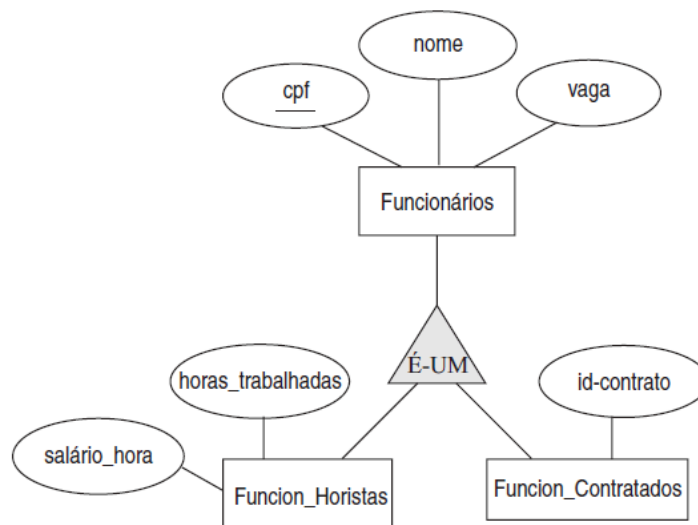 nome
cpf
vaga
Funcionários
É-UM
horas_trabalhadas
id-contrato
salário_hora
Funcion_Horistas
Funcion_Contratados